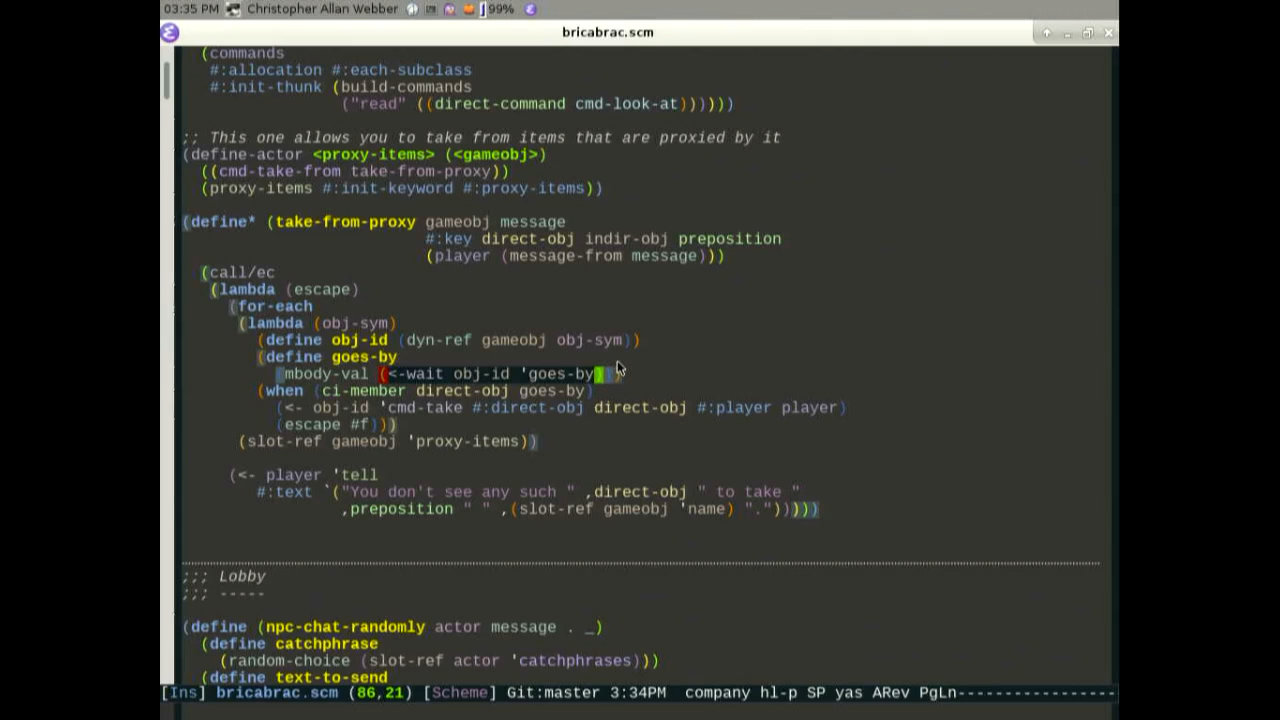 03:35 PM Christopher Allan Webber 99%
bricabrac.scm
(commands
#:allocation #:each-subclass
#:init-thunk (build-commands
("read" ((direct-command cmd-look-at))))))
;; This one allows you to take from items that are proxied by it
(define-actor <proxy-items> (<gameobj>)
((cmd-take-from take-from-proxy))
(proxy-items #:init-keyword #:proxy-items))
(define* (take-from-proxy gameobj message
#:key direct-obj indir-obj preposition
(player (message-from message)))
(call/ec
(lambda (escape)
(for-each
(lambda (obj-sym)
(define obj-id (dyn-ref gameobj obj-sym))
(define goes-by
(mbody-val (<-wait obj-id 'goes-by)))
(when (ci-member direct-obj goes-by)
(<- obj-id 'cmd-take #:direct-obj direct-obj #:player player)
(escape #f)))
(slot-ref gameobj 'proxy-items))
(<- player 'tell
#:text `("You don't see any such " ,direct-obj " to take "
,preposition " " ,(slot-ref gameobj 'name) ".")))))
;;; Lobby
;;; -----
(define (npc-chat-randomly actor message . _)
(define catchphrase
(random-choice (slot-ref actor 'catchphrases)))
(define text-to-send
[Ins] bricabrac.scm (86,21) [Scheme] Git:master 3:34PM company hl-p SP yas ARev PgLn-----------------